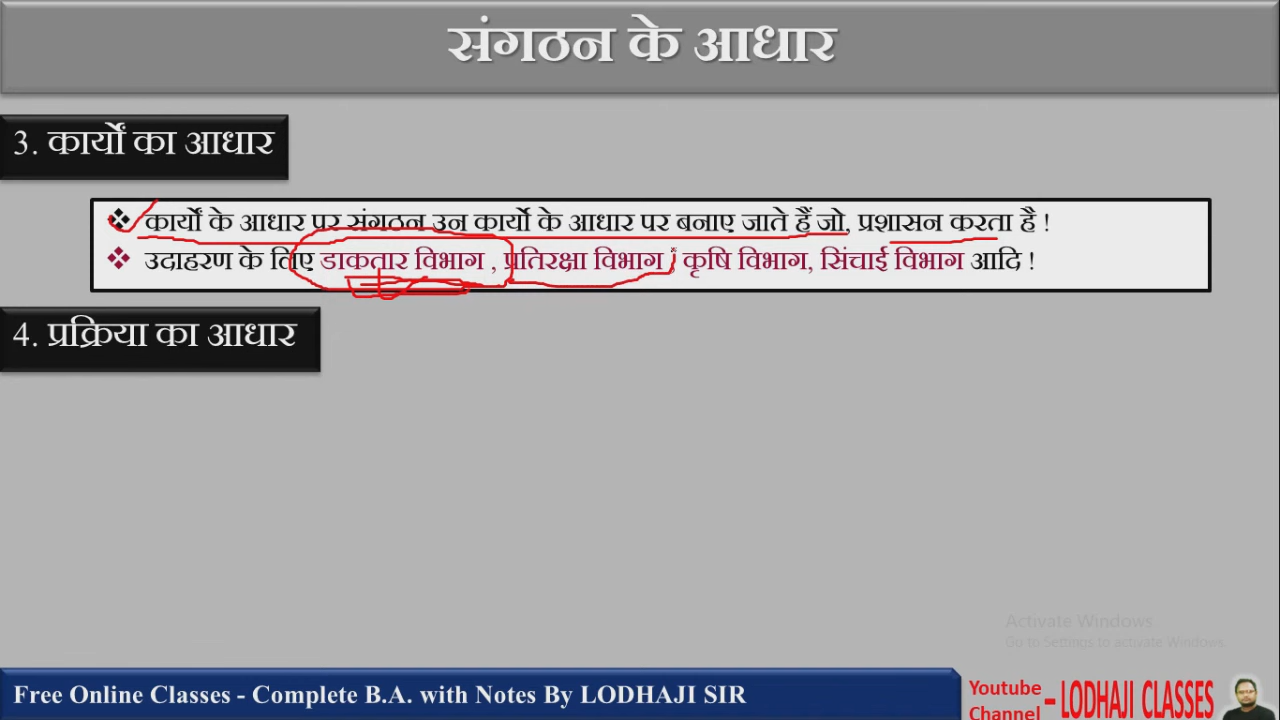 संगठन के आधार
3. कार्यों का आधार
कार्यों के आधार पर संगठन उन कार्यो के आधार पर बनाए जाते हैं जो, प्रशासन करता है !
उदाहरण के लिए डाकतार विभाग , प्रतिरक्षा विभाग , कृषि विभाग, सिंचाई विभाग आदि !
4. प्रक्रिया का आधार
Activate Windows
Go to Settings to activate Windows.
Free Online Classes - Complete B.A. with Notes By LODHAJI SIR
Youtube Channel – LODHAJI CLASSES